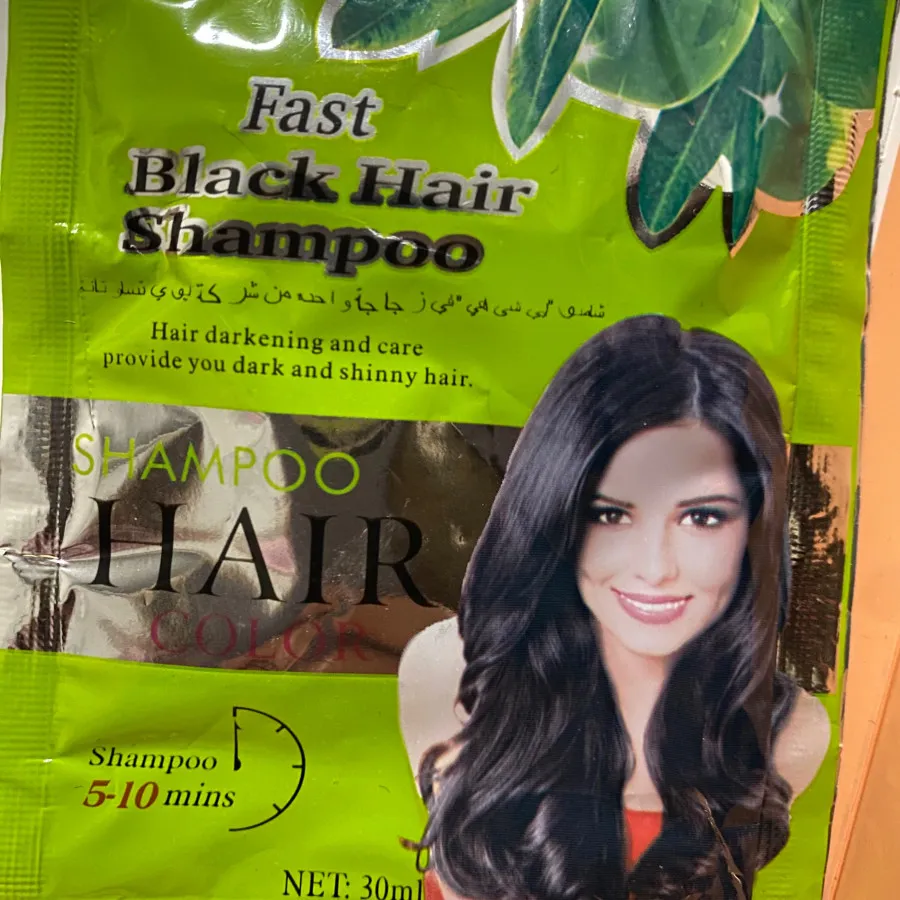 Fast
Black Hair
Shampoo
Hair darkening and care
provide you dark and shinny hair.
SHAMPOO
HAIR
COLOR
Shampoo
5-10 mins
NET: 30ml